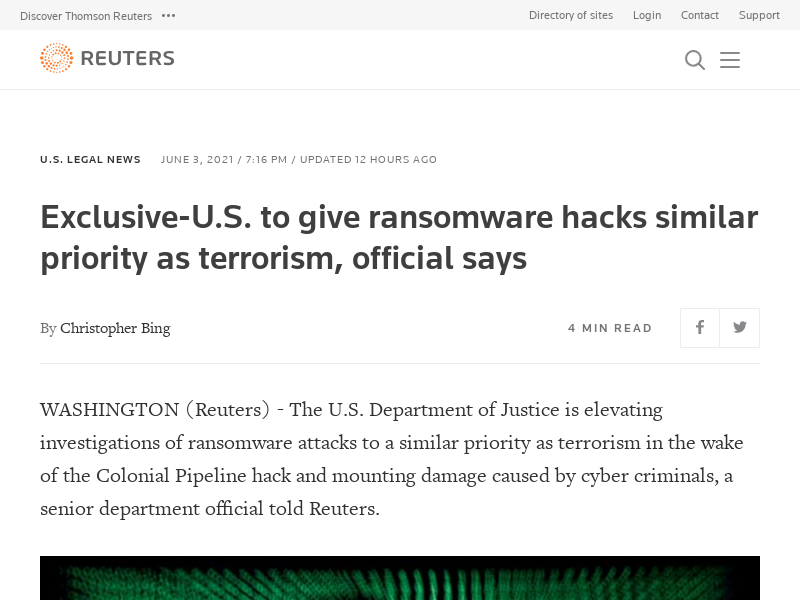 Discover Thomson Reuters ••• Directory of sites Login Contact Support
REUTERS
U.S. LEGAL NEWS JUNE 3, 2021 / 7:16 PM / UPDATED 12 HOURS AGO
Exclusive-U.S. to give ransomware hacks similar
priority as terrorism, official says
By Christopher Bing 4 MIN READ
WASHINGTON (Reuters) - The U.S. Department of Justice is elevating
investigations of ransomware attacks to a similar priority as terrorism in the wake
of the Colonial Pipeline hack and mounting damage caused by cyber criminals, a
senior department official told Reuters.